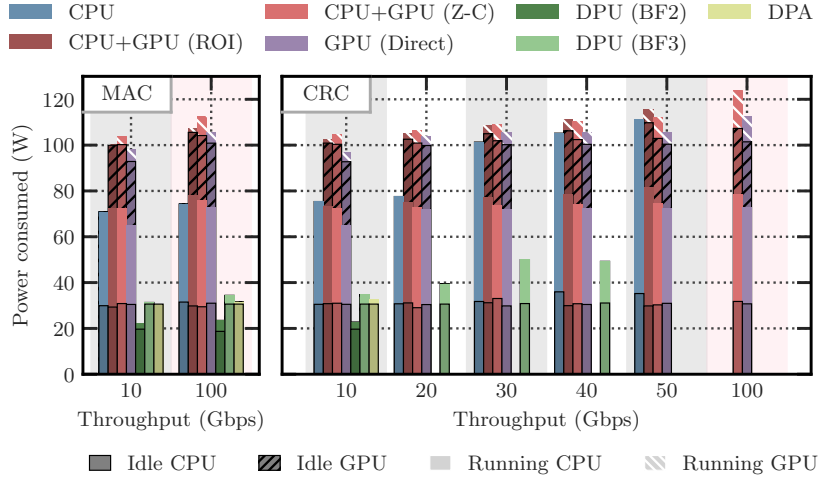 CPU CPU+GPU (Z-C) DPU (BF2) DPA
CPU+GPU (ROI) GPU (Direct) DPU (BF3)
MAC CRC
Power consumed (W)
120
100
80
60
40
20
0
10 100 10 20 30 40 50 100
Throughput (Gbps) Throughput (Gbps)
Idle CPU Idle GPU Running CPU Running GPU